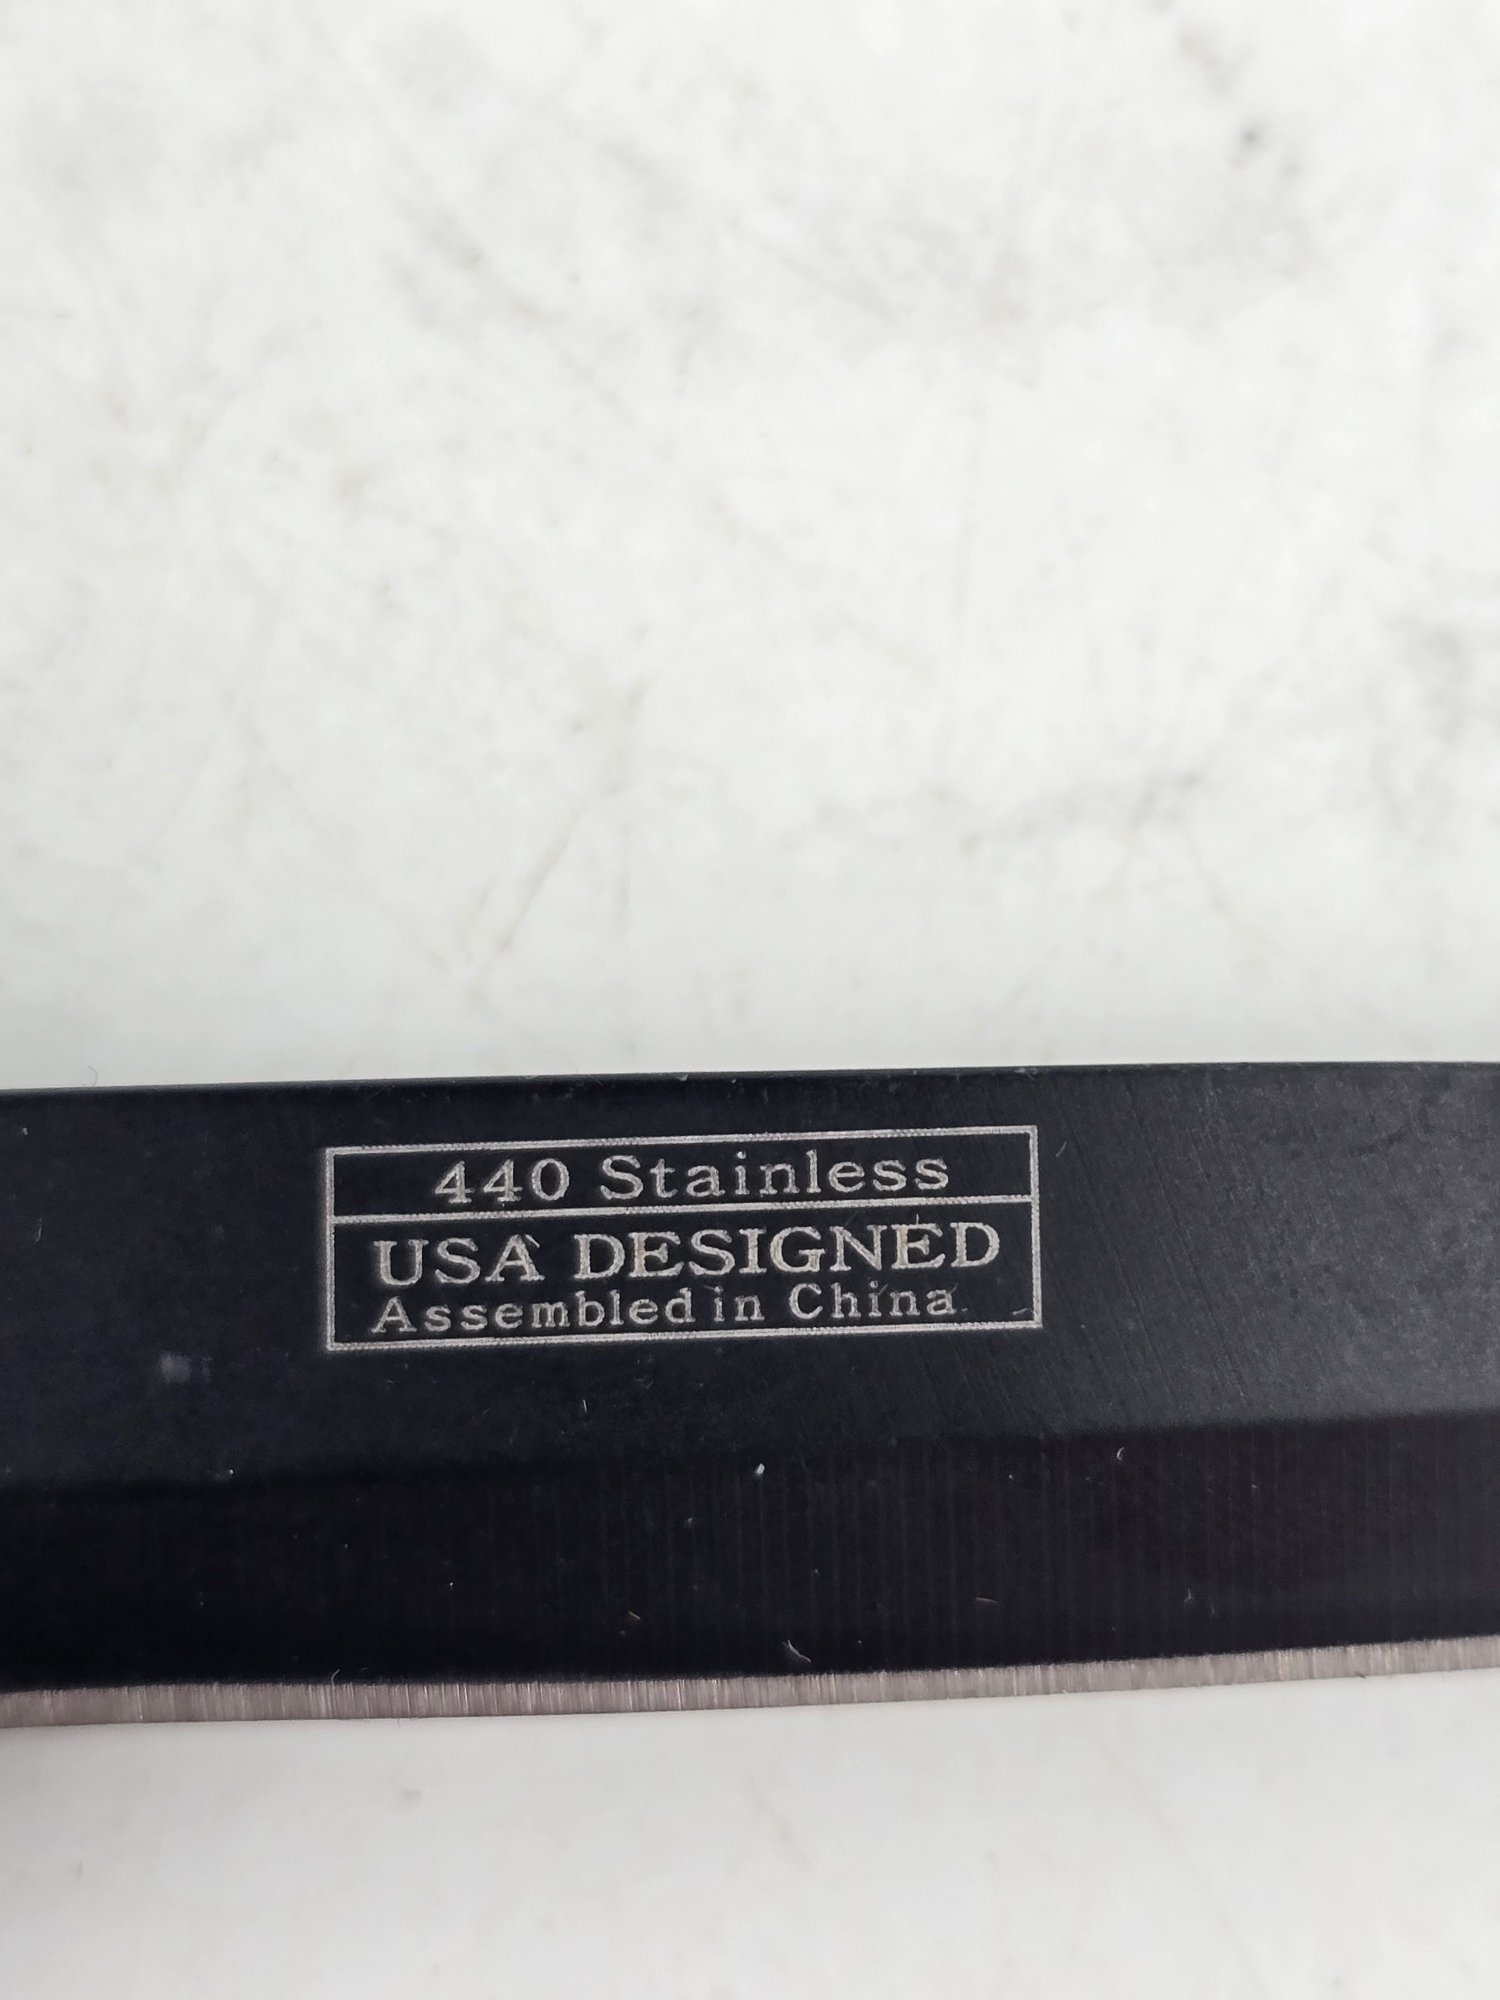 440 Stainless
USA DESIGNED
Assembled in China